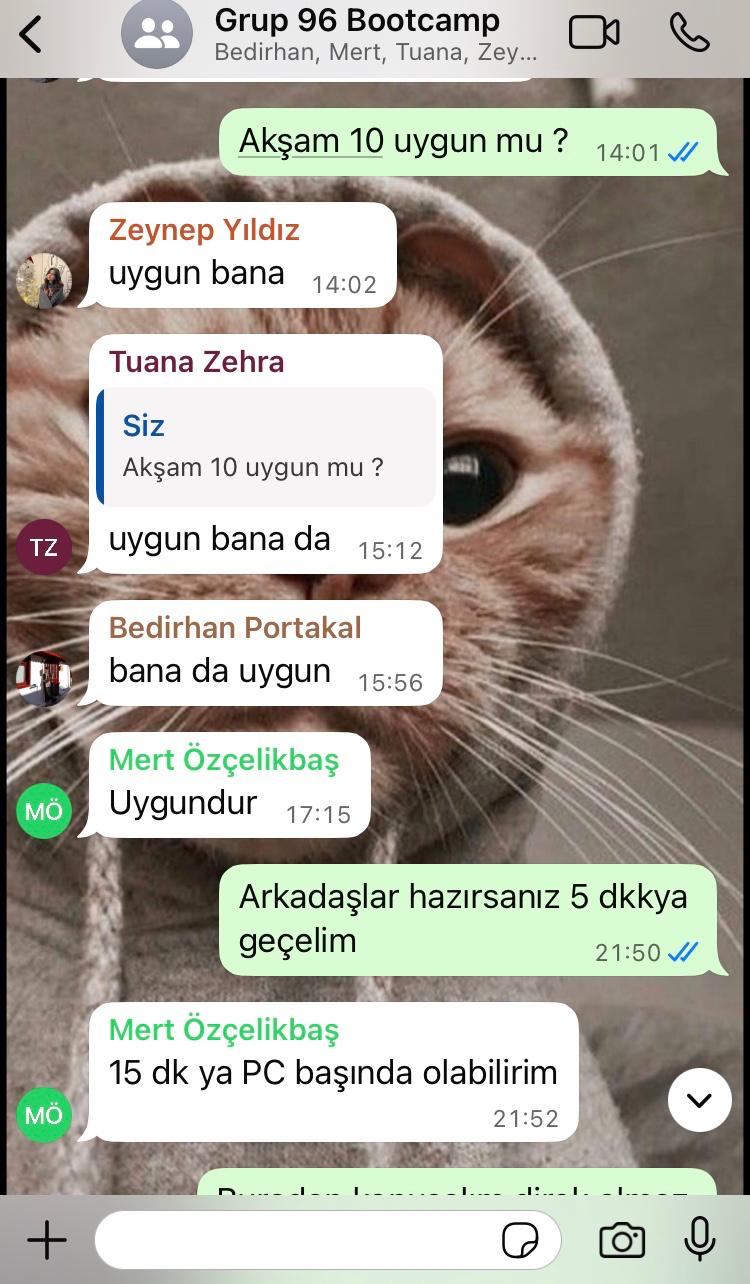 Grup 96 Bootcamp
Bedirhan, Mert, Tuana, Zey...
Akşam 10 uygun mu ? 14:01
Zeynep Yıldız
uygun bana 14:02
Tuana Zehra
Siz
Akşam 10 uygun mu ?
TZ
uygun bana da 15:12
Bedirhan Portakal
bana da uygun 15:56
Mert Özçelikbaş
MÖ
Uygundur 17:15
Arkadaşlar hazırsanız 5 dkkya
geçelim 21:50
Mert Özçelikbaş
15 dk ya PC başında olabilirim
MÖ
21:52